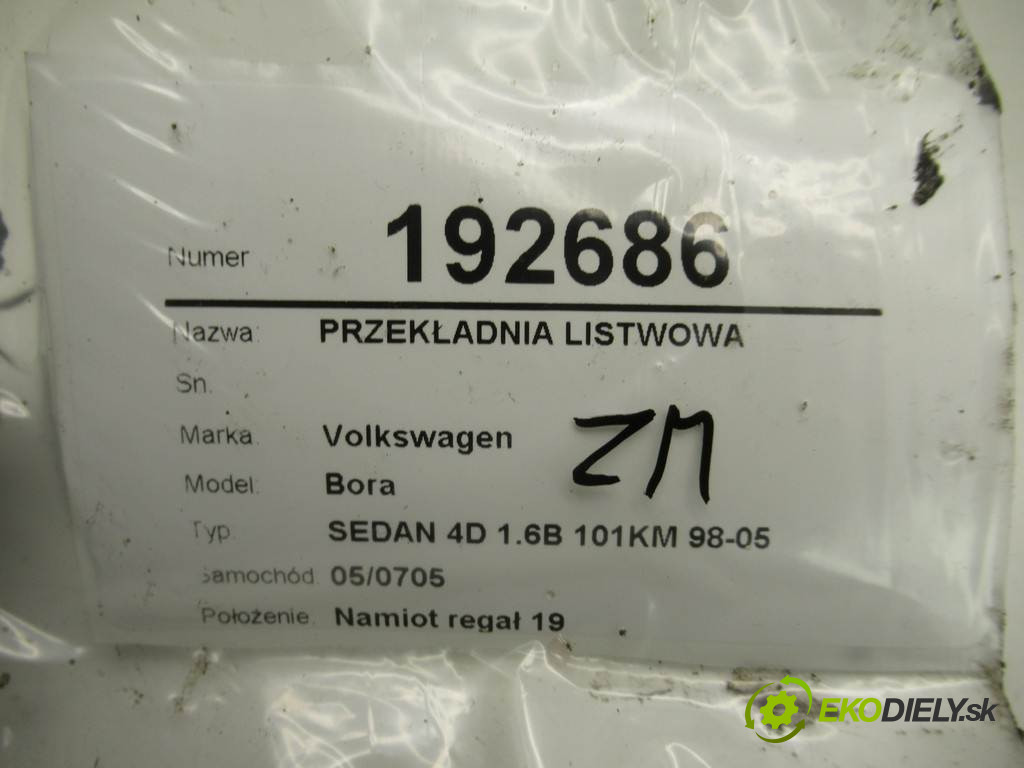 Numer 192686
Nazwa: PRZEKŁADNIA LISTWOWA
Sn.
Marka: Volkswagen
Model: Bora
Typ: SEDAN 4D 1.6B 101KM 98-05
Samochód: 05/0705
Położenie: Namiot regał 19
ZM
EKODIELY.sk